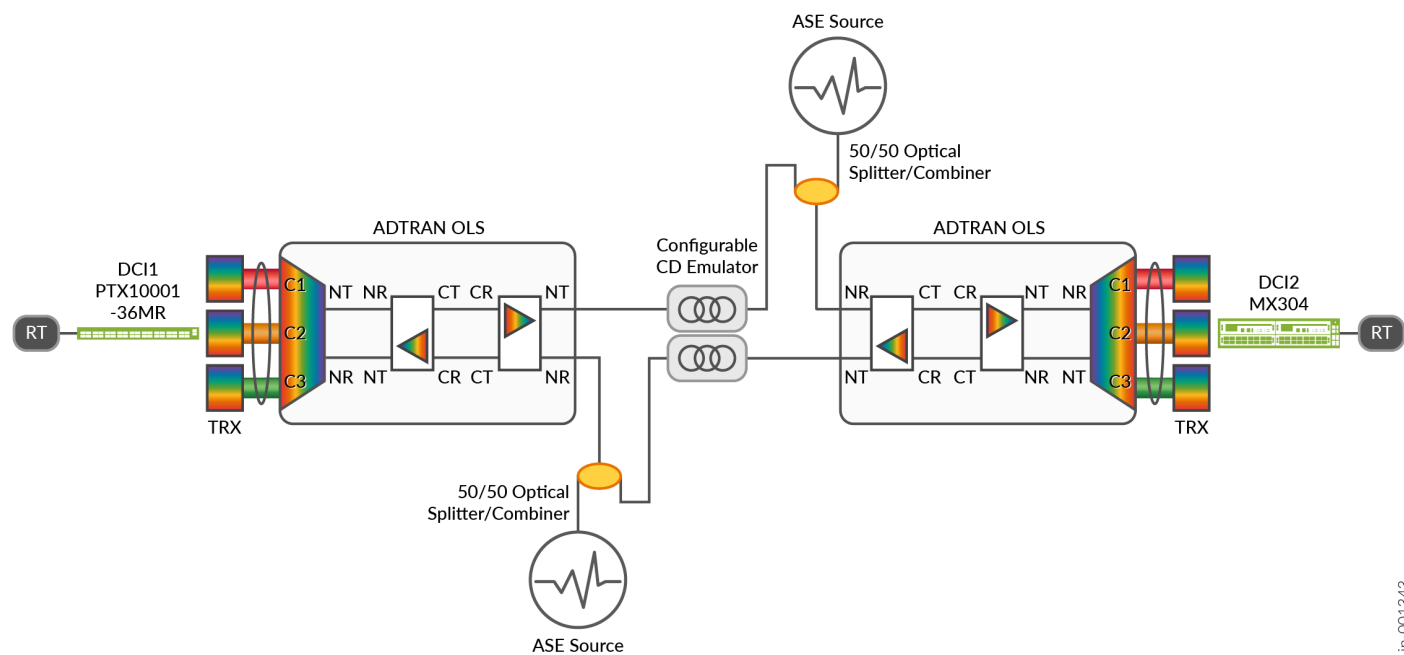 ASE Source
50/50 Optical
Splitter/Combiner
ADTRAN OLS
ADTRAN OLS
Configurable
CD Emulator
DCI1
PTX10001
-36MR
DCI2
MX304
RT
RT
C1
C2
C3
TRX
NT NR CT CR NT
NR NT CR CT NR
NR CT CR NT NR
NT CR CT NR NT
C1
C2
C3
TRX
50/50 Optical
Splitter/Combiner
ASE Source